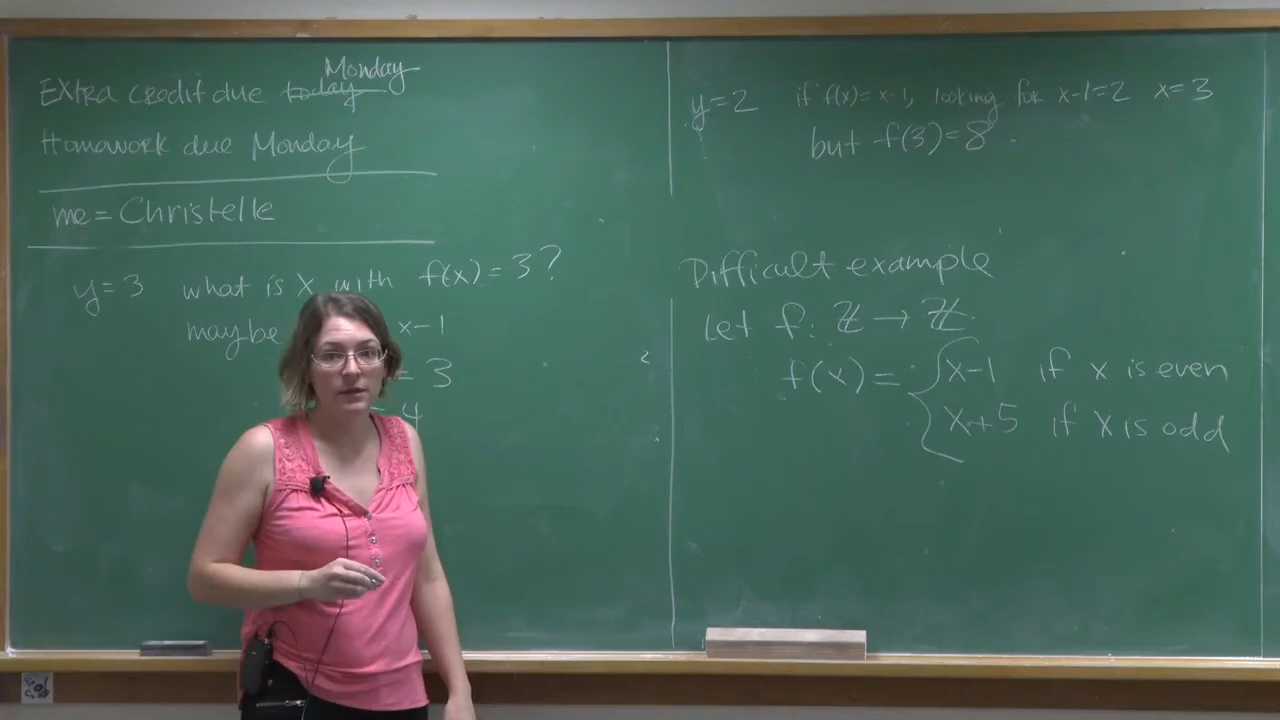 Extra credit due today Monday
Homework due Monday
me = Christelle
y=3 what is x with f(x) = 3?
maybe x-1
= 3
= 4
y=2 if f(x)=x-1, looking for x-1=2 x=3
but f(3)=8
Difficult example
Let f: ℤ → ℤ
f(x) = { x-1 if x is even
x+5 if x is odd